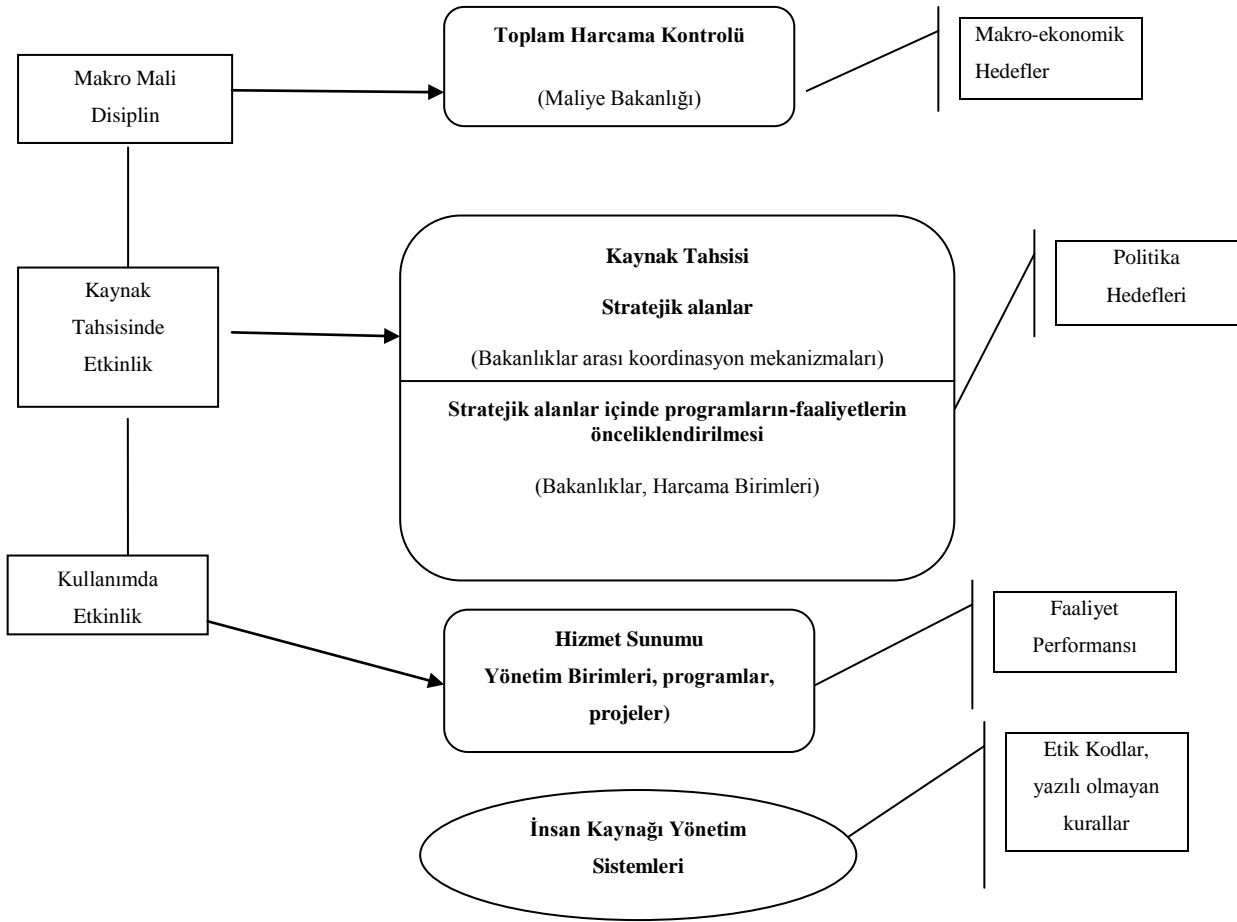 Toplam Harcama Kontrolü
(Maliye Bakanlığı)
Makro-ekonomik
Hedefler
Makro Mali
Disiplin
Kaynak Tahsisi
Stratejik alanlar
(Bakanlıklar arası koordinasyon mekanizmaları)
Stratejik alanlar içinde programların-faaliyetlerin
önceliklendirilmesi
(Bakanlıklar, Harcama Birimleri)
Politika
Hedefleri
Kaynak
Tahsisinde
Etkinlik
Kullanımda
Etkinlik
Hizmet Sunumu
Yönetim Birimleri, programlar,
projeler)
Faaliyet
Performansı
Etik Kodlar,
yazılı olmayan
kurallar
İnsan Kaynağı Yönetim
Sistemleri